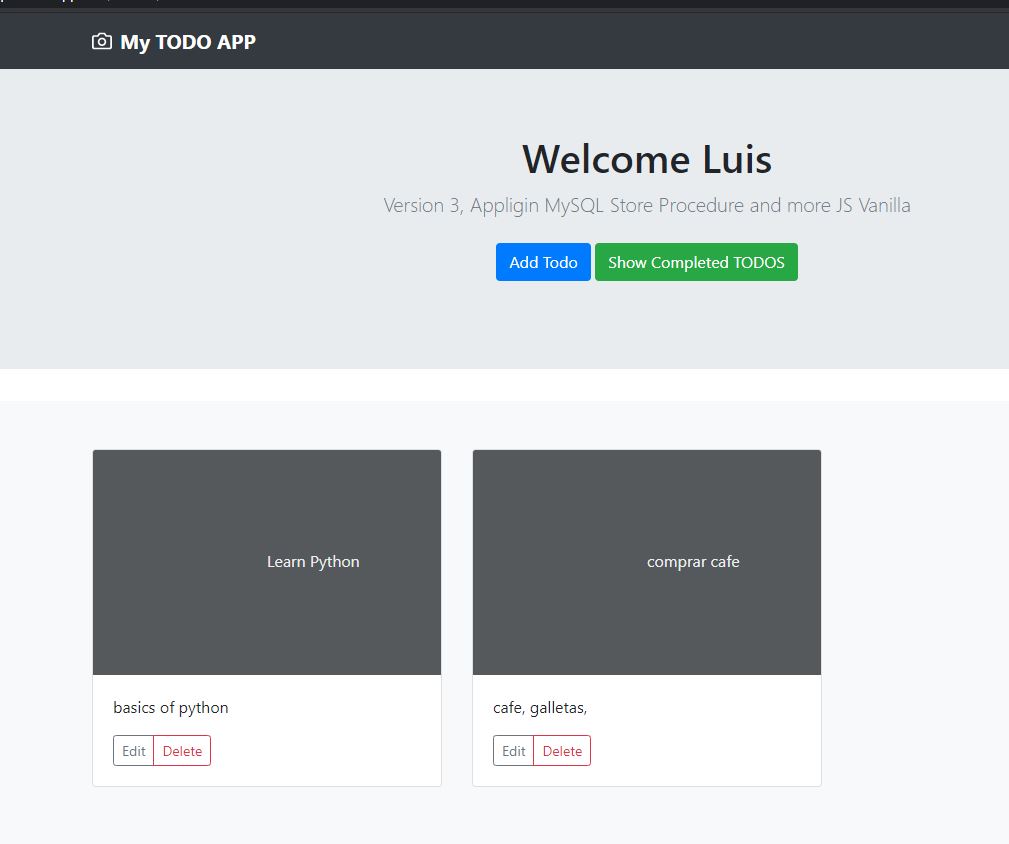 My TODO APP
Welcome Luis
Version 3, Appligin MySQL Store Procedure and more JS Vanilla
Add Todo Show Completed TODOS
Learn Python
basics of python
Edit Delete
comprar cafe
cafe, galletas,
Edit Delete